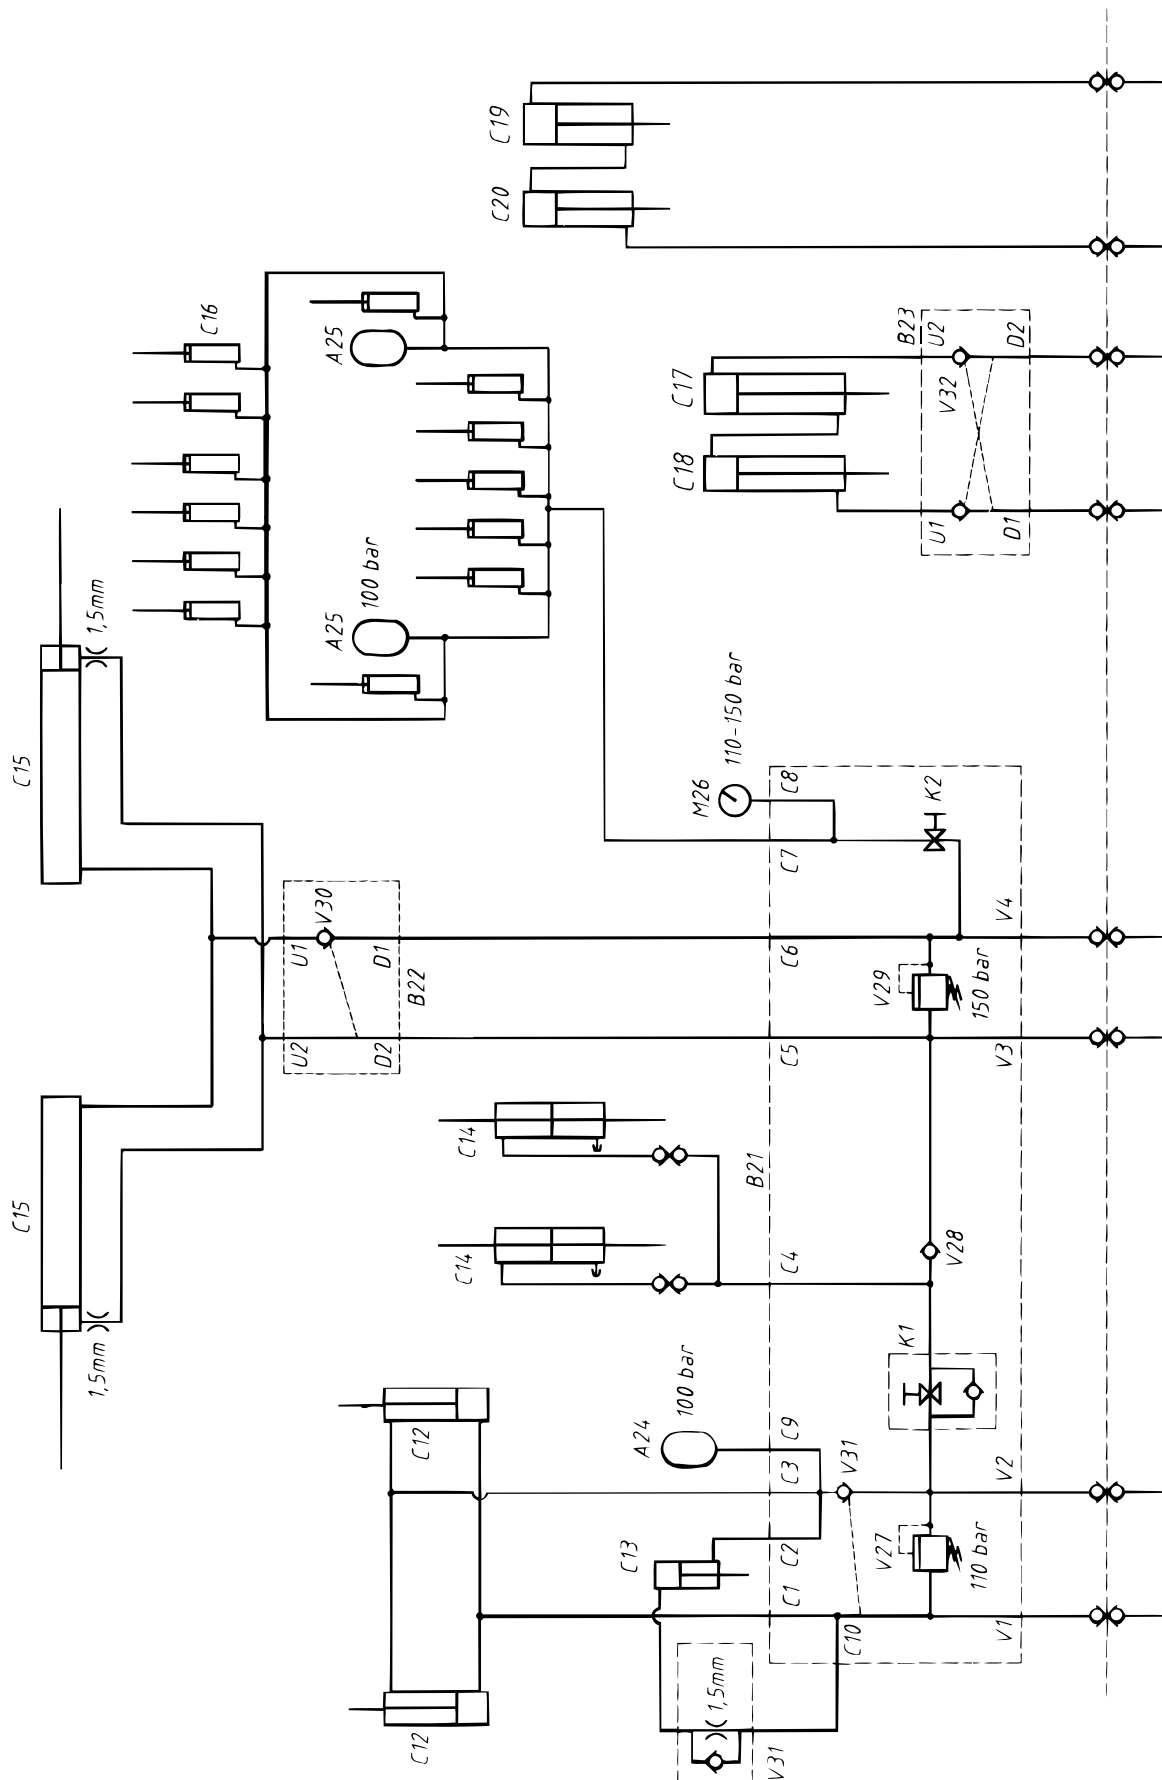 C19
C20
C16
A25
B23
U2
D2
C17
V32
C18
U1
D1
1,5mm
A25
100 bar
C15
M26
110-150 bar
C8
K2
C7
V30
U1
D1
B22
C6
V4
V29
150 bar
U2
D2
C5
V3
C14
B21
C15
C14
C4
V28
K1
1,5mm
C12
A24
100 bar
C9
C3
V31
V2
C13
C2
V27
110 bar
C1
C10
V1
1,5mm
C12
V31